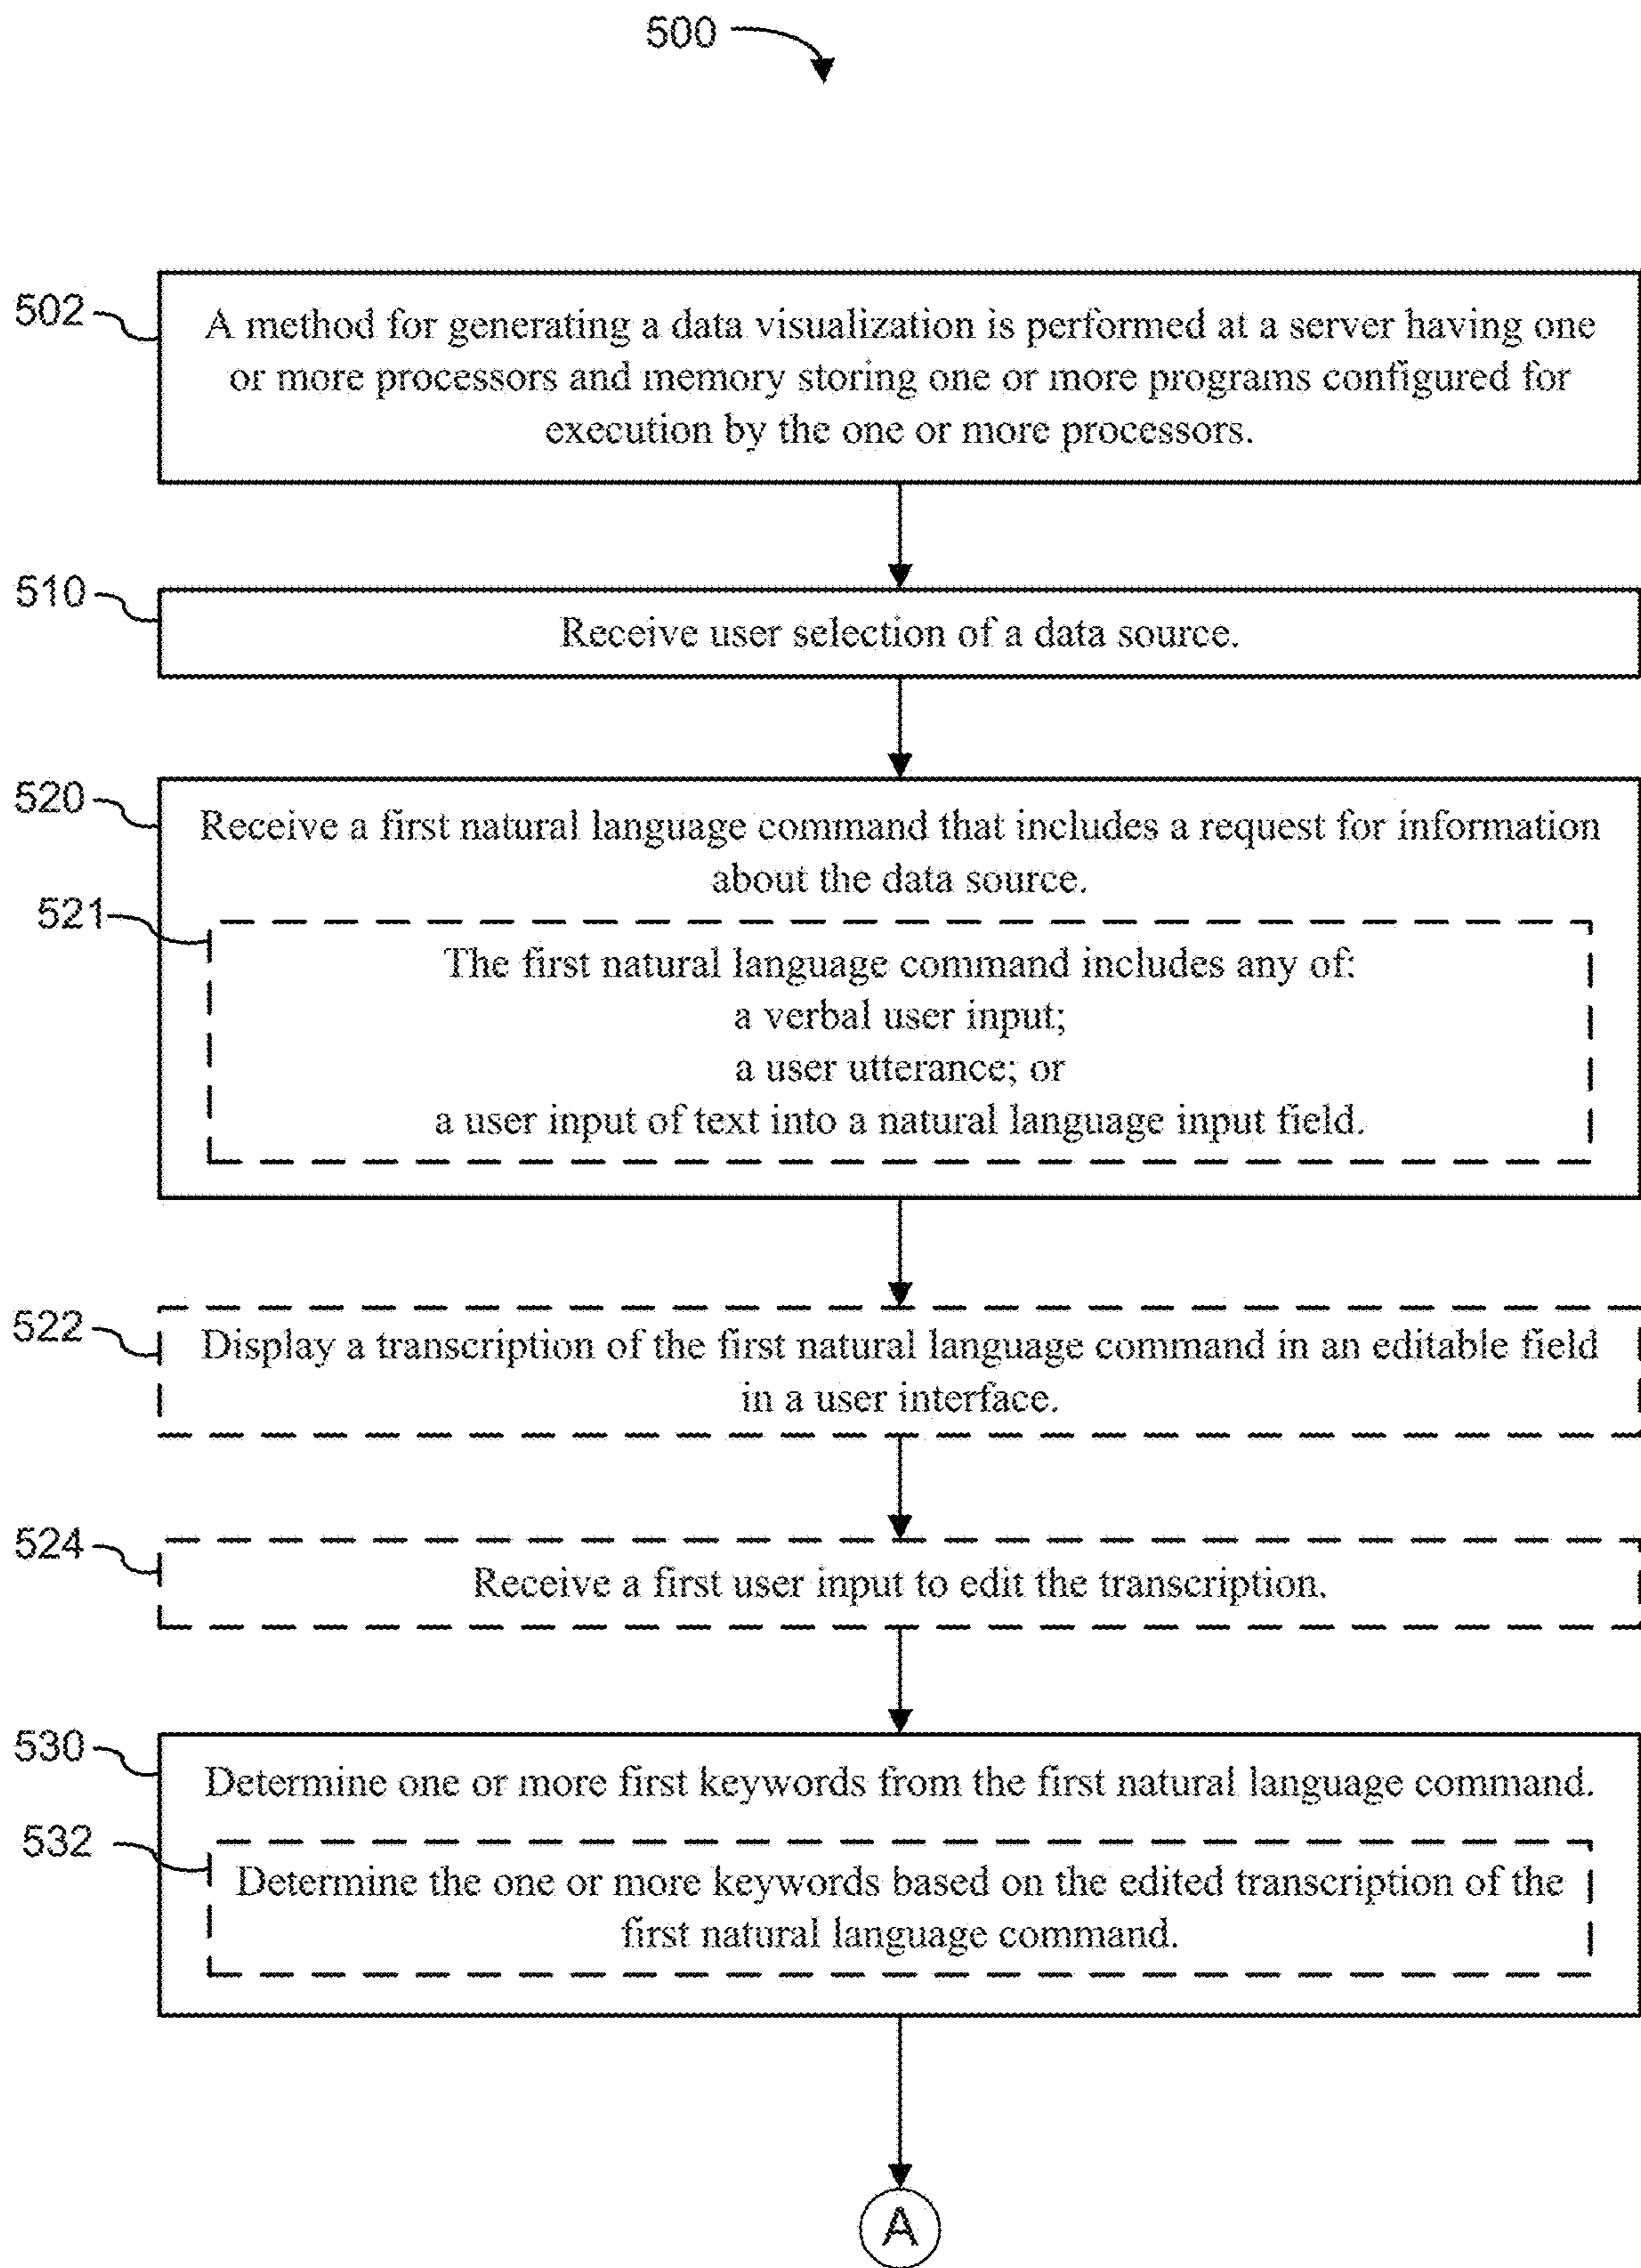 500
502
A method for generating a data visualization is performed at a server having one
or more processors and memory storing one or more programs configured for
execution by the one or more processors.
510
Receive user selection of a data source.
520
Receive a first natural language command that includes a request for information
about the data source.
521
The first natural language command includes any of:
a verbal user input;
a user utterance; or
a user input of text into a natural language input field.
522
Display a transcription of the first natural language command in an editable field
in a user interface.
524
Receive a first user input to edit the transcription.
530
Determine one or more first keywords from the first natural language command.
532
Determine the one or more keywords based on the edited transcription of the
first natural language command.
A